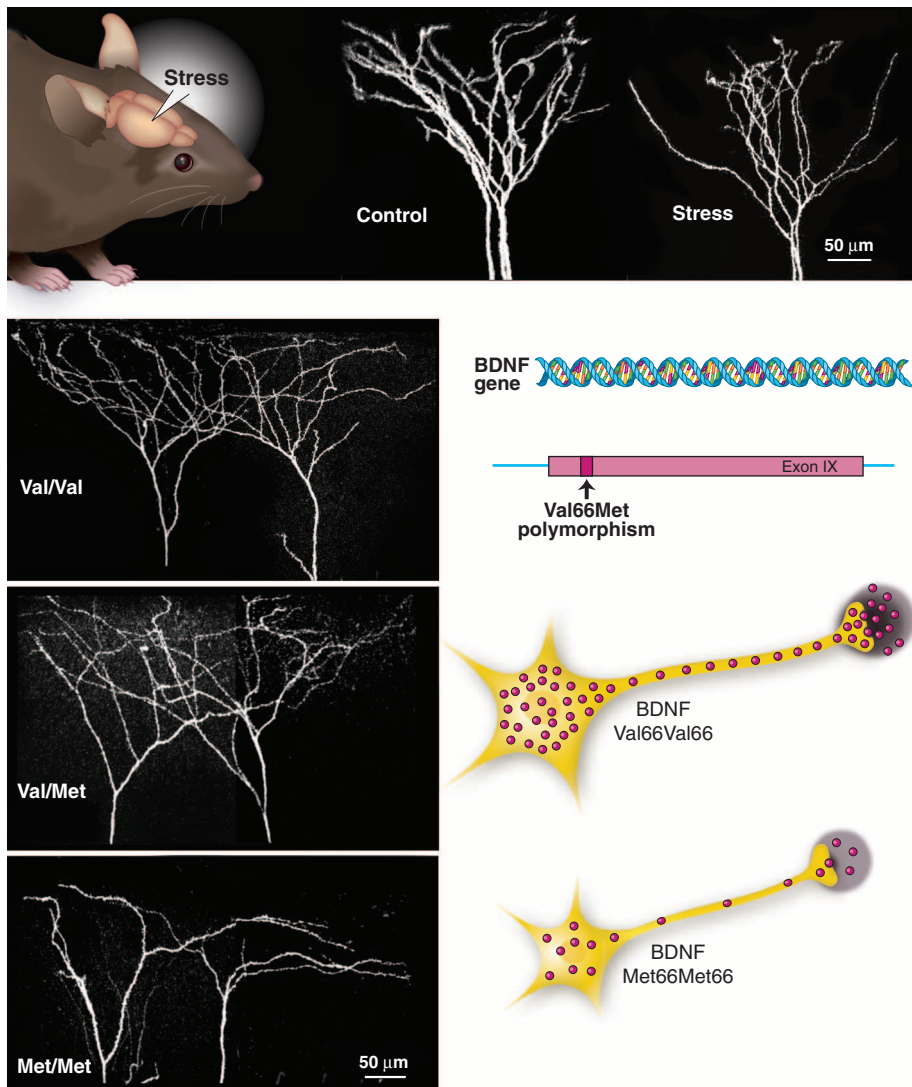 Stress
Control
Stress
50 μm
Val/Val
BDNF
gene
Exon IX
Val66Met
polymorphism
Val/Met
BDNF
Val66Val66
Met/Met
50 μm
BDNF
Met66Met66